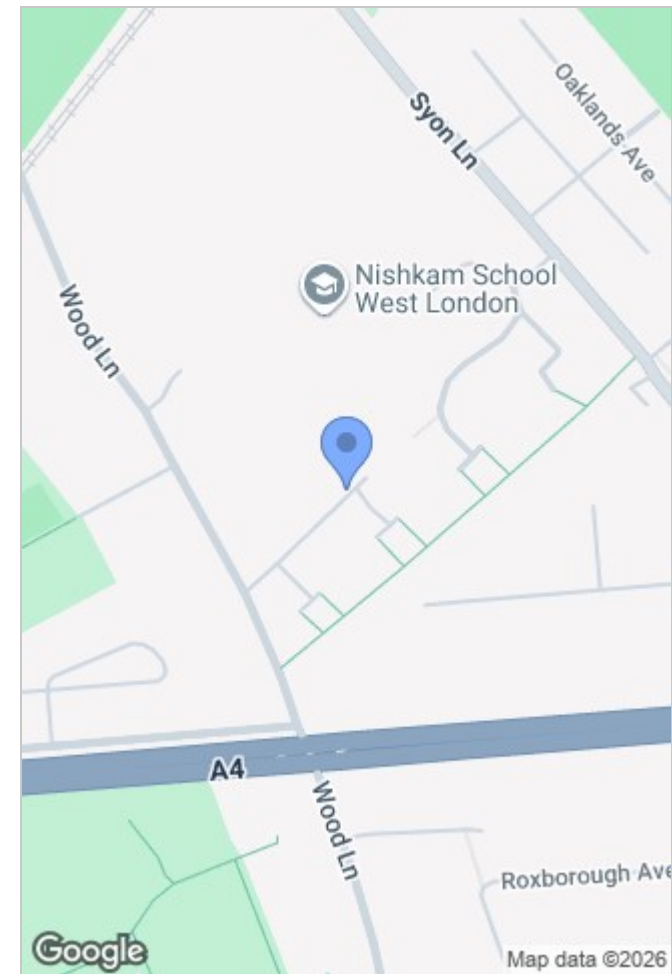 Oaklands Ave
Syon Ln
Nishkam School
West London
Wood Ln
A4
Wood Ln
Roxborough Ave
Google
Map data ©2026